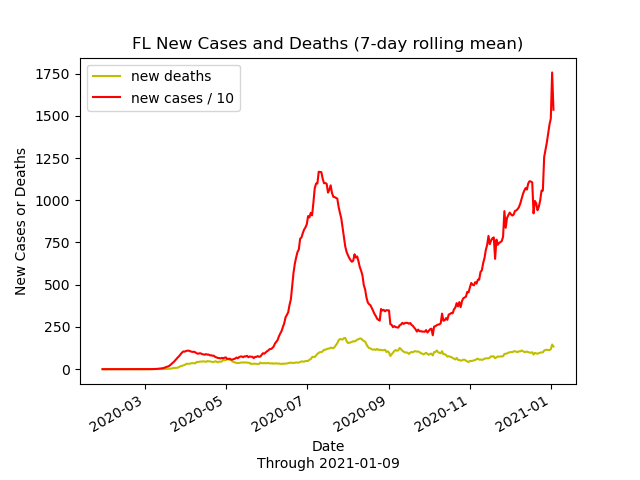 FL New Cases and Deaths (7-day rolling mean)
new deaths
new cases / 10
New Cases or Deaths
1750
1500
1250
1000
750
500
250
0
2020-03
2020-05
2020-07
2020-09
2020-11
2021-01
Date
Through 2021-01-09